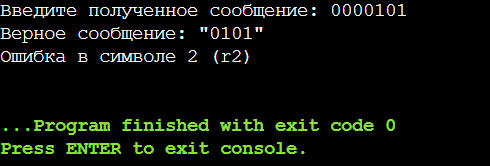 Введите полученное сообщение: 0000101
Верное сообщение: "0101"
Ошибка в символе 2 (r2)
...Program finished with exit code 0
Press ENTER to exit console.